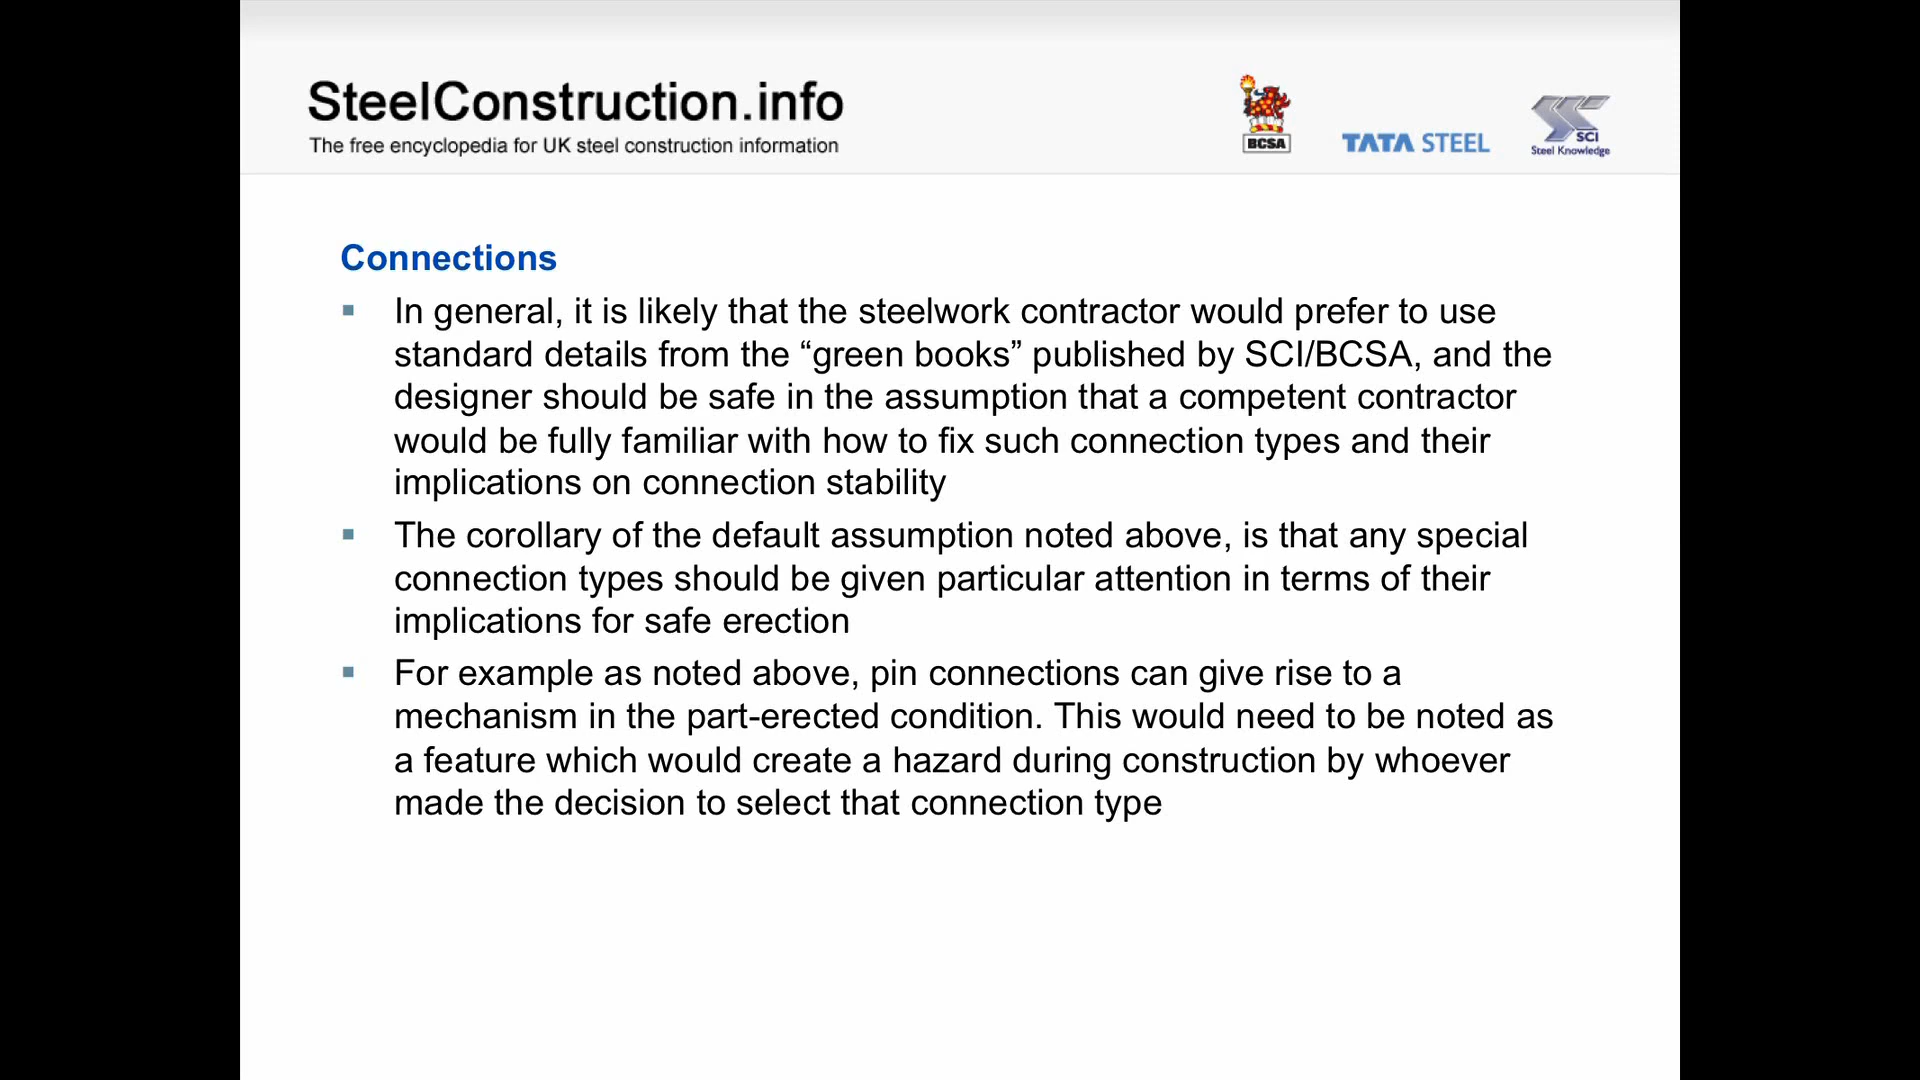 SteelConstruction.info
The free encyclopedia for UK steel construction information
BCSA
TATA STEEL
SCI
Steel Knowledge
Connections
In general, it is likely that the steelwork contractor would prefer to use
standard details from the “green books” published by SCI/BCSA, and the
designer should be safe in the assumption that a competent contractor
would be fully familiar with how to fix such connection types and their
implications on connection stability
The corollary of the default assumption noted above, is that any special
connection types should be given particular attention in terms of their
implications for safe erection
For example as noted above, pin connections can give rise to a
mechanism in the part-erected condition. This would need to be noted as
a feature which would create a hazard during construction by whoever
made the decision to select that connection type